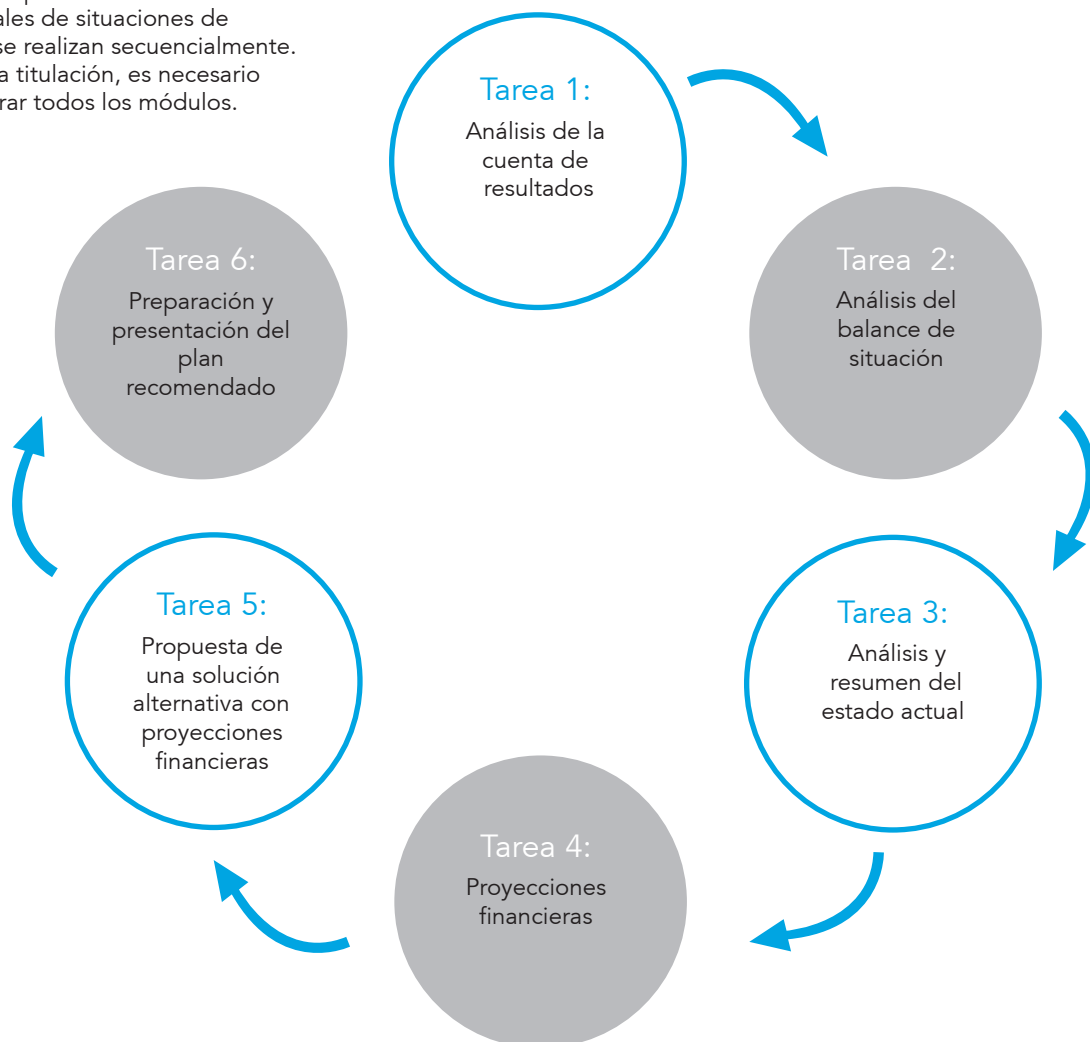 ales de situaciones de
se realizan secuencialmente.
a titulación, es necesario
rar todos los módulos.
Tarea 1:
Análisis de la
cuenta de
resultados
Tarea 2:
Análisis del
balance de
situación
Tarea 3:
Análisis y
resumen del
estado actual
Tarea 4:
Proyecciones
financieras
Tarea 5:
Propuesta de
una solución
alternativa con
proyecciones
financieras
Tarea 6:
Preparación y
presentación del
plan
recomendado